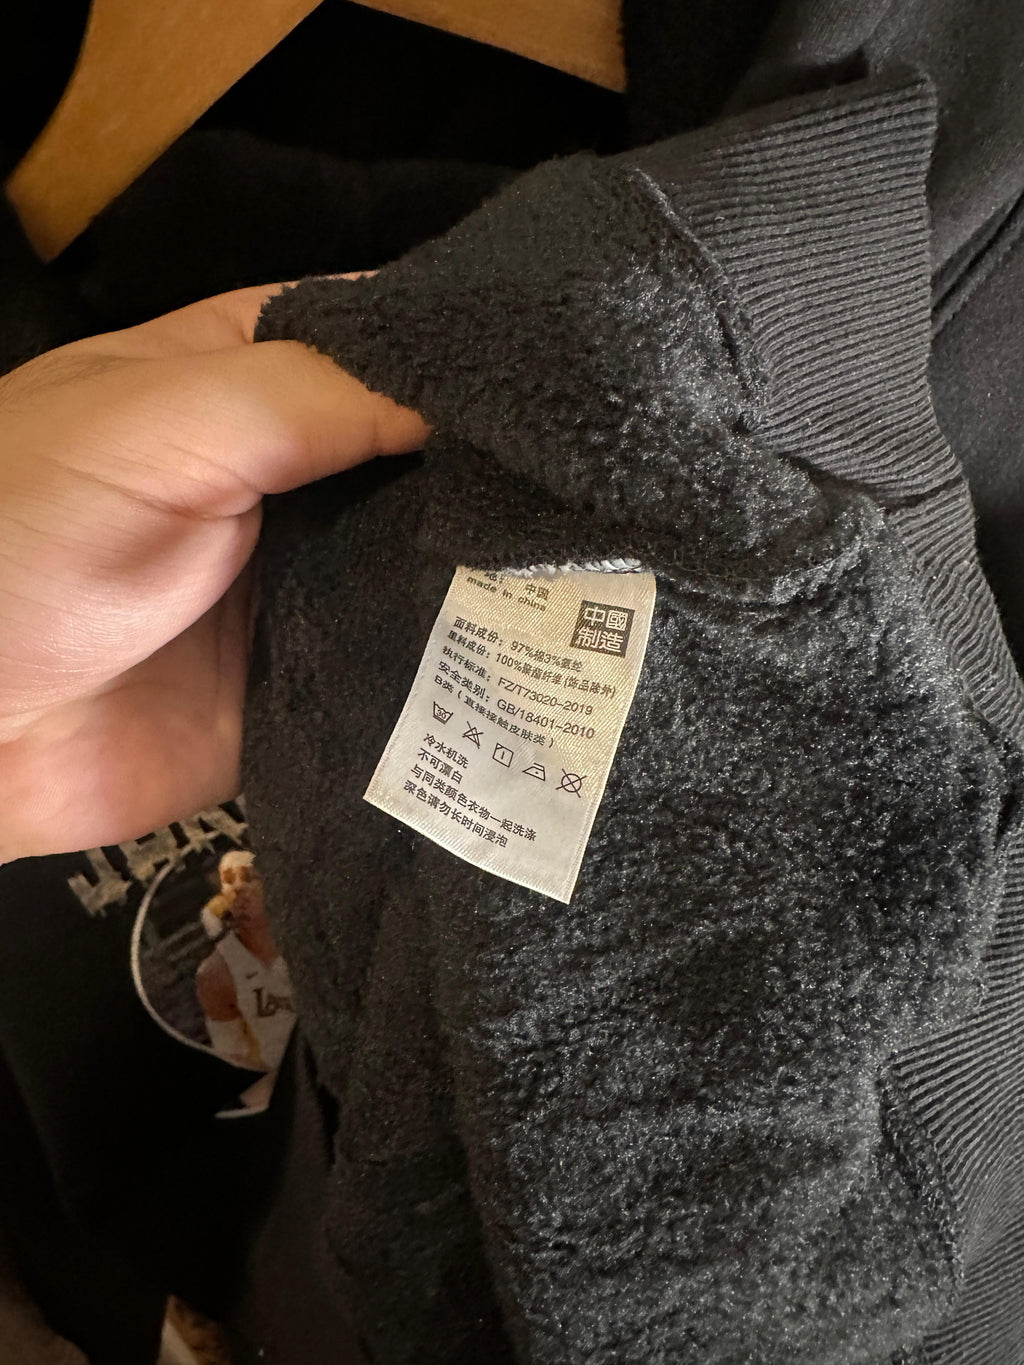 地：中国
made in china
中國
制造
面料成份：97%棉3%氨纶
里料成份：100%聚酯纤维(饰品除外)
执行标准：FZ/T73020-2019
安全类别：GB/18401-2010
B类（直接接触皮肤类）
30
冷水机洗
不可漂白
与同类颜色衣物一起洗涤
深色请勿长时间浸泡